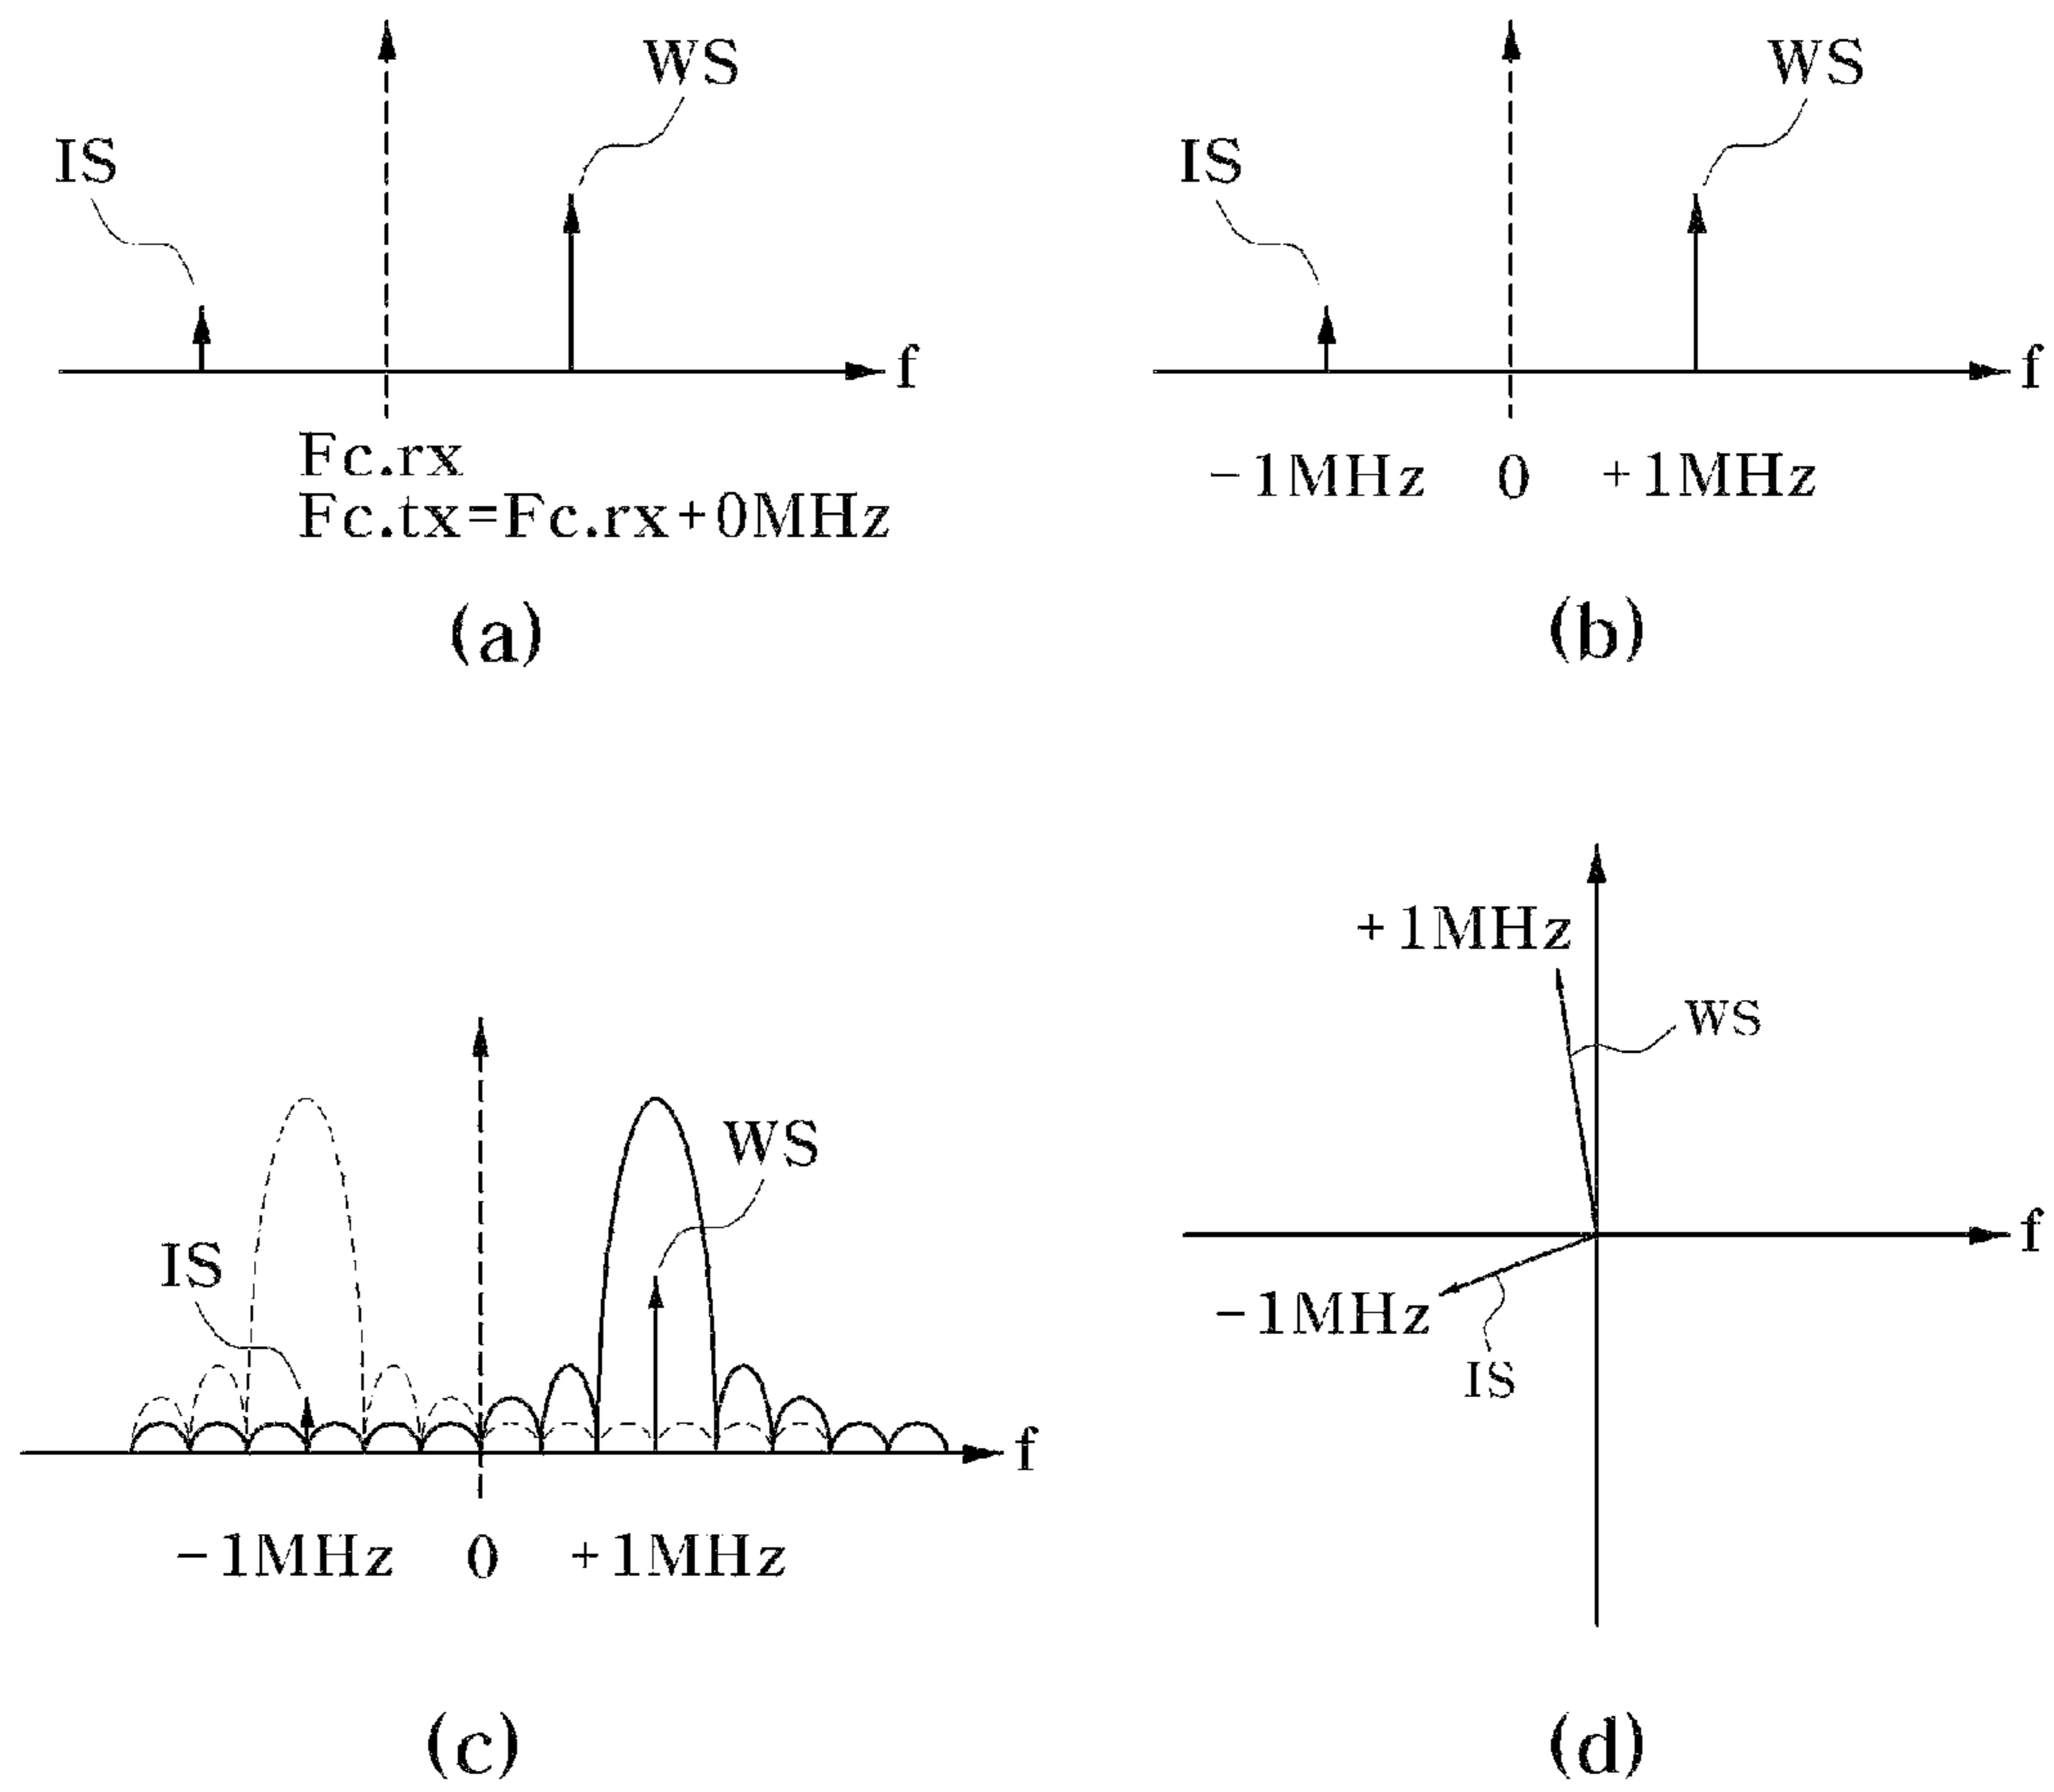 WS
IS
f
Fc.rx
Fc.tx=Fc.rx+0MHz
(a)
WS
IS
f
-1MHz 0 +1MHz
(b)
WS
IS
f
-1MHz 0 +1MHz
(c)
+1MHz
WS
f
-1MHz
IS
(d)